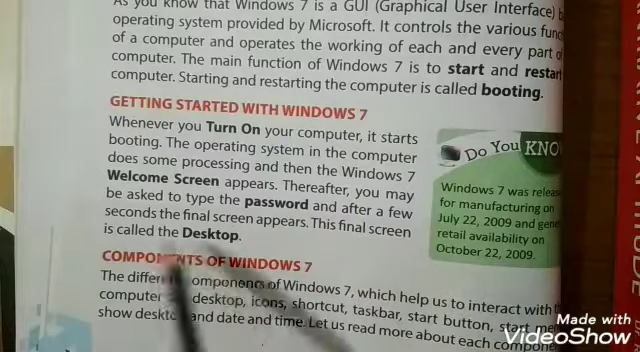 As you know that Windows 7 is a GUI (Graphical User Interface)
operating system provided by Microsoft. It controls the various
of a computer and operates the working of each and every part
computer. The main function of Windows 7 is to start and restart
computer. Starting and restarting the computer is called booting.
GETTING STARTED WITH WINDOWS 7
Whenever you Turn On your computer, it starts
booting. The operating system in the computer
does some processing and then the Windows 7
Welcome Screen appears. Thereafter, you may
be asked to type the password and after a few
seconds the final screen appears. This final screen
is called the Desktop.
Do You KNO
Windows 7 was releas
for manufacturing on
July 22, 2009 and gene
retail availability on
October 22, 2009.
COMPONENTS OF WINDOWS 7
The of Windows 7, which help us to interact with
computer desktop, icons, shortcut, taskbar, start button, start
show and date and time. Let us read more about each
Made with
VideoShow